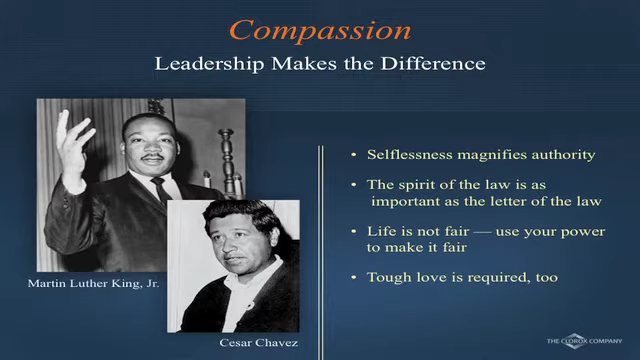 Compassion
Leadership Makes the Difference
Martin Luther King, Jr.
Cesar Chavez
• Selflessness magnifies authority
• The spirit of the law is as
important as the letter of the law
• Life is not fair — use your power
to make it fair
• Tough love is required, too
THE CLOROX COMPANY